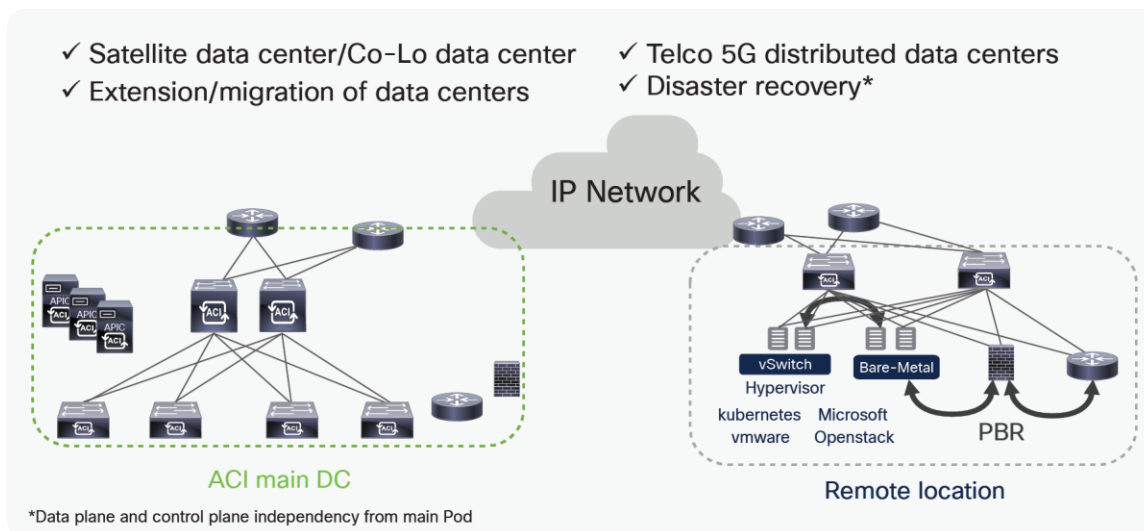 ✓ Satellite data center/Co-Lo data center
✓ Extension/migration of data centers
✓ Telco 5G distributed data centers
✓ Disaster recovery*
IP Network
APIC
ACI
APIC
ACI
APIC
ACI
ACI
ACI
ACI
ACI
ACI
ACI
ACI main DC
*Data plane and control plane independency from main Pod
ACI
ACI
vSwitch
Bare-Metal
Hypervisor
kubernetes
vmware
Microsoft
Openstack
PBR
Remote location